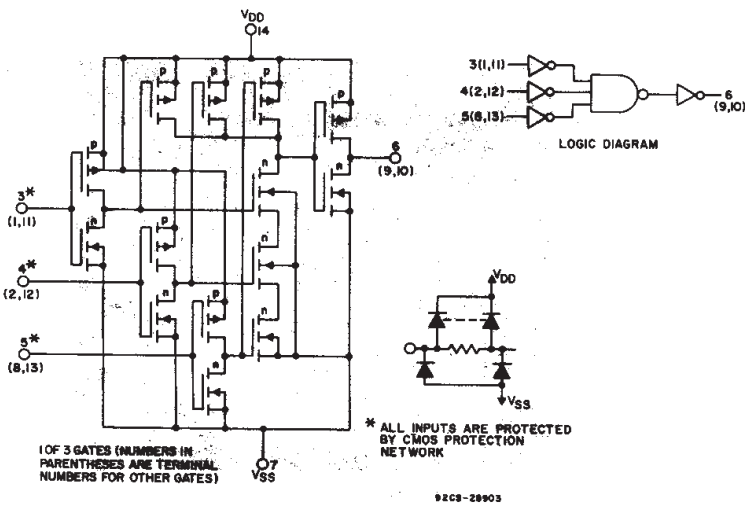 VDD
14
p
p
p
p
p
n
n
p
n
n
p
n
n
n
6
(9,10)
3*
(1,11)
4*
(2,12)
5*
(8,13)
1 OF 3 GATES (NUMBERS IN
PARENTHESES ARE TERMINAL
NUMBERS FOR OTHER GATES)
7
VSS
3(1,11)
4(2,12)
5(8,13)
6
(9,10)
LOGIC DIAGRAM
VDD
VSS
* ALL INPUTS ARE PROTECTED
BY CMOS PROTECTION
NETWORK
92CS-28903